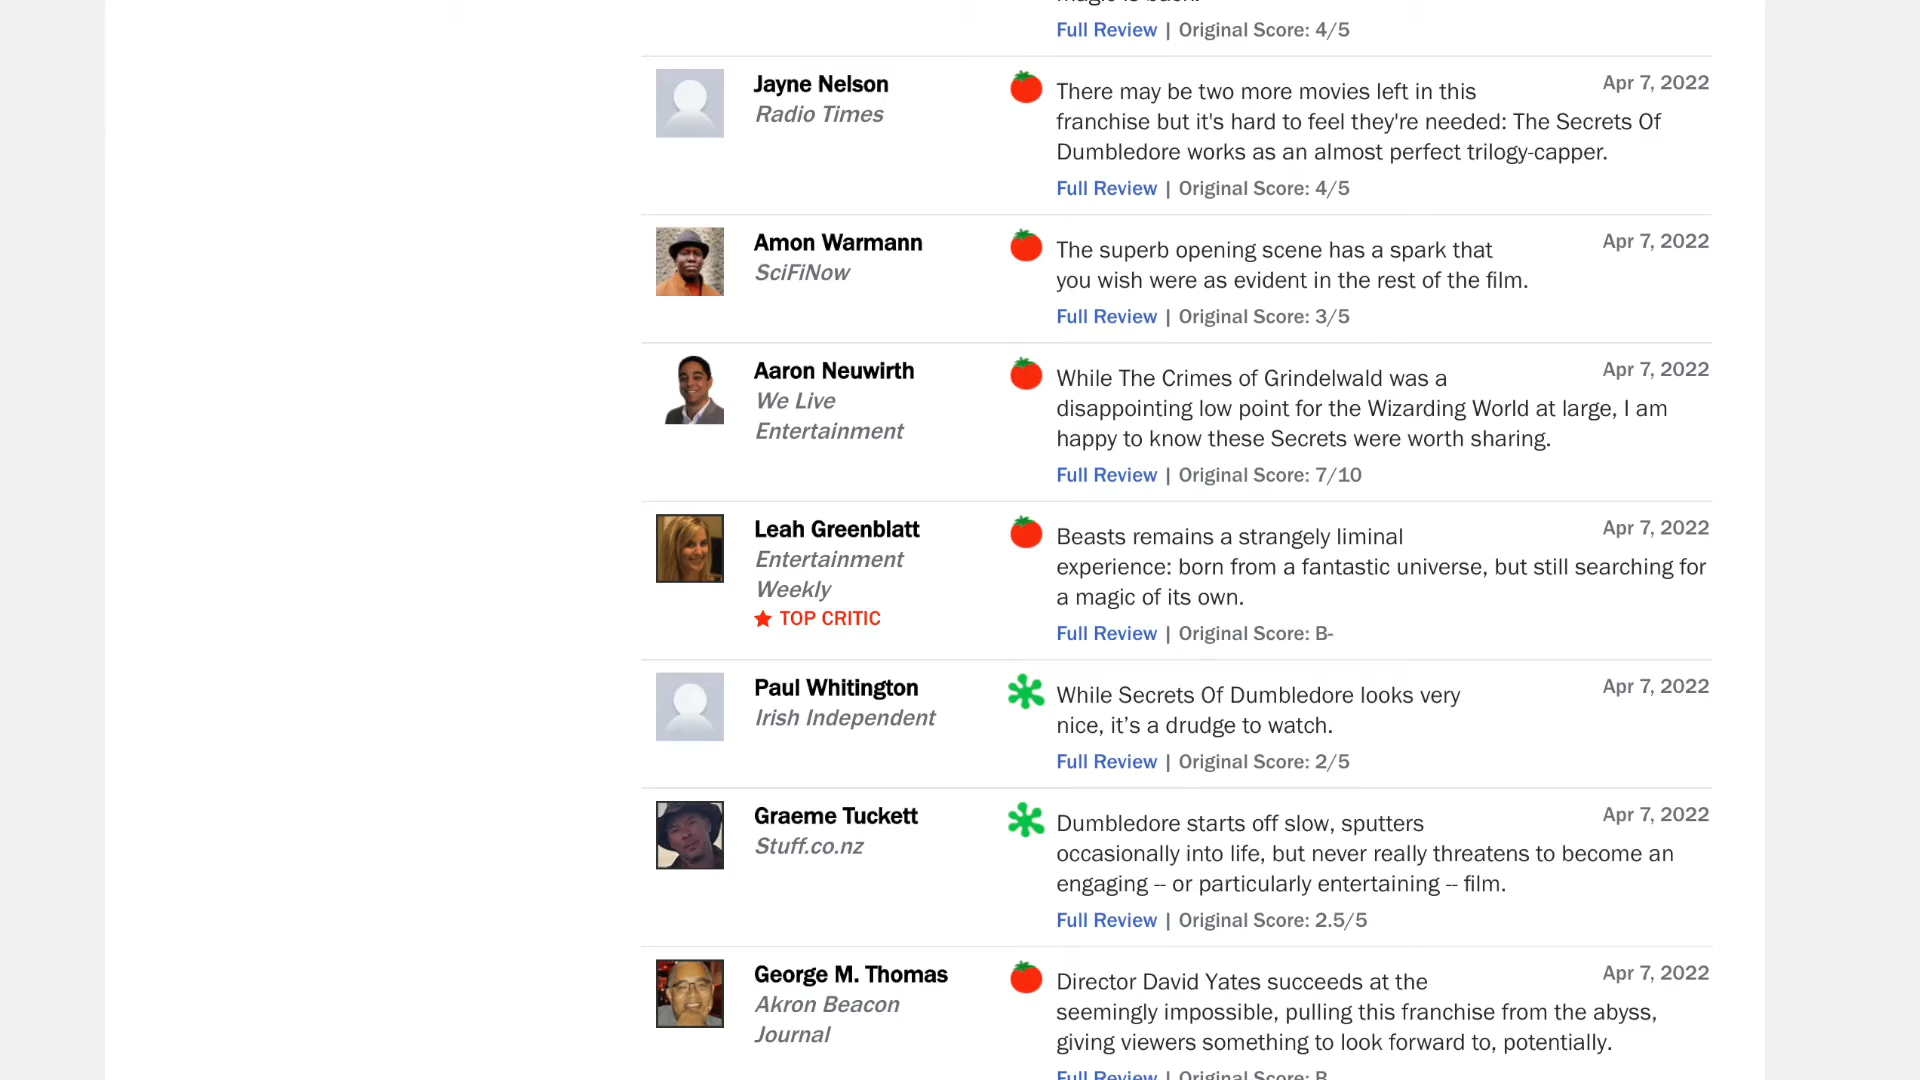 Full Review | Original Score: 4/5
Jayne Nelson
Radio Times
There may be two more movies left in this
franchise but it's hard to feel they're needed: The Secrets Of
Dumbledore works as an almost perfect trilogy-capper.
Apr 7, 2022
Full Review | Original Score: 4/5
Amon Warmann
SciFiNow
The superb opening scene has a spark that
you wish were as evident in the rest of the film.
Apr 7, 2022
Full Review | Original Score: 3/5
Aaron Neuwirth
We Live
Entertainment
While The Crimes of Grindelwald was a
disappointing low point for the Wizarding World at large, I am
happy to know these Secrets were worth sharing.
Apr 7, 2022
Full Review | Original Score: 7/10
Leah Greenblatt
Entertainment
Weekly
TOP CRITIC
Beasts remains a strangely liminal
experience: born from a fantastic universe, but still searching for
a magic of its own.
Apr 7, 2022
Full Review | Original Score: B-
Paul Whitington
Irish Independent
While Secrets Of Dumbledore looks very
nice, it’s a drudge to watch.
Apr 7, 2022
Full Review | Original Score: 2/5
Graeme Tuckett
Stuff.co.nz
Dumbledore starts off slow, sputters
occasionally into life, but never really threatens to become an
engaging -- or particularly entertaining -- film.
Apr 7, 2022
Full Review | Original Score: 2.5/5
George M. Thomas
Akron Beacon
Journal
Director David Yates succeeds at the
seemingly impossible, pulling this franchise from the abyss,
giving viewers something to look forward to, potentially.
Apr 7, 2022
Full Review | Original Score: B